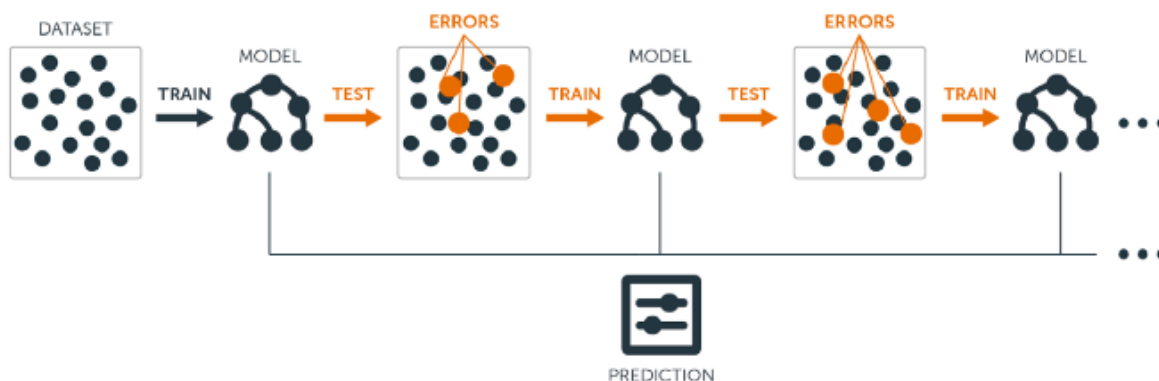 DATASET
MODEL
ERRORS
MODEL
ERRORS
MODEL
TRAIN
TEST
TRAIN
TEST
TRAIN
PREDICTION